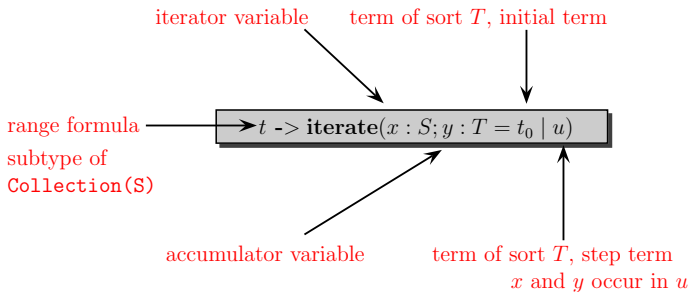 iterator variable
term of sort T, initial term
t -> iterate(x : S; y : T = t₀ | u)
range formula
subtype of
Collection(S)
accumulator variable
term of sort T, step term
x and y occur in u